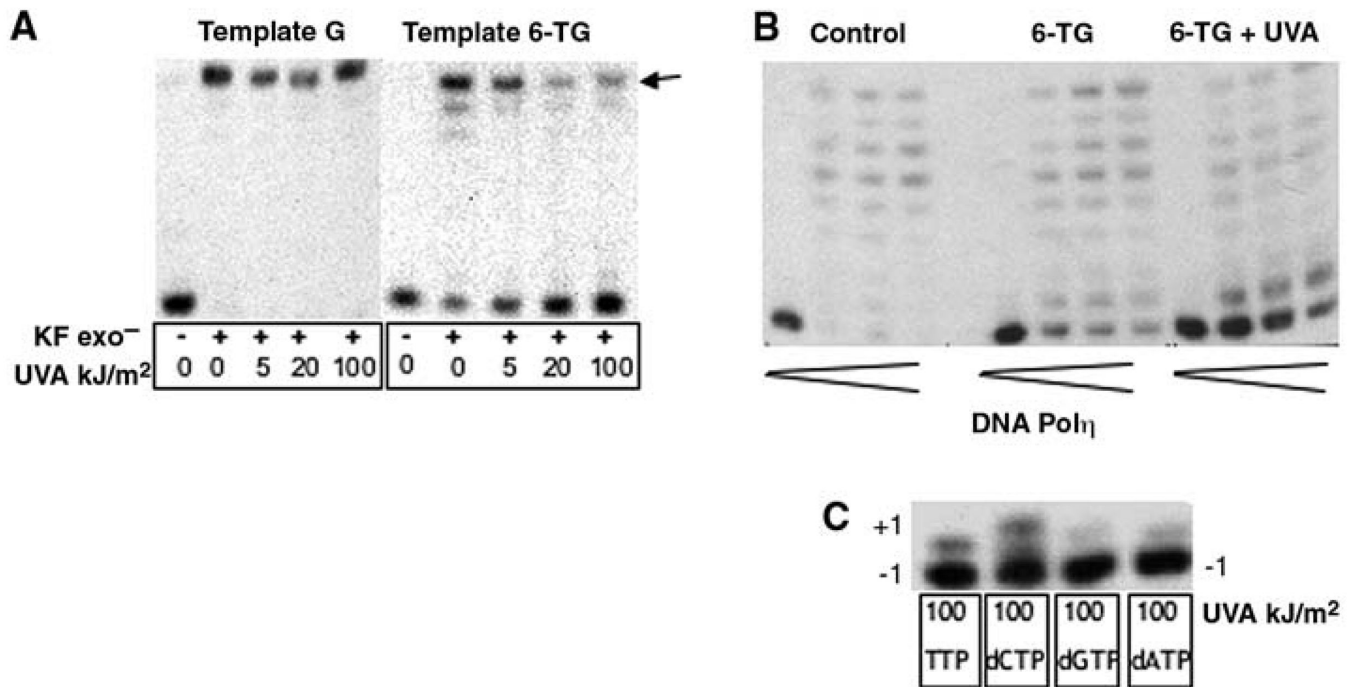 A
Template G
Template 6-TG
KF exo–
- + + + +
- + + + +
UVA kJ/m²
0 0 5 20 100
0 0 5 20 100
B
Control
6-TG
6-TG + UVA
DNA Polη
C
+1
-1
-1
100 100 100 100
UVA kJ/m²
TTP dCTP dGTP dATP